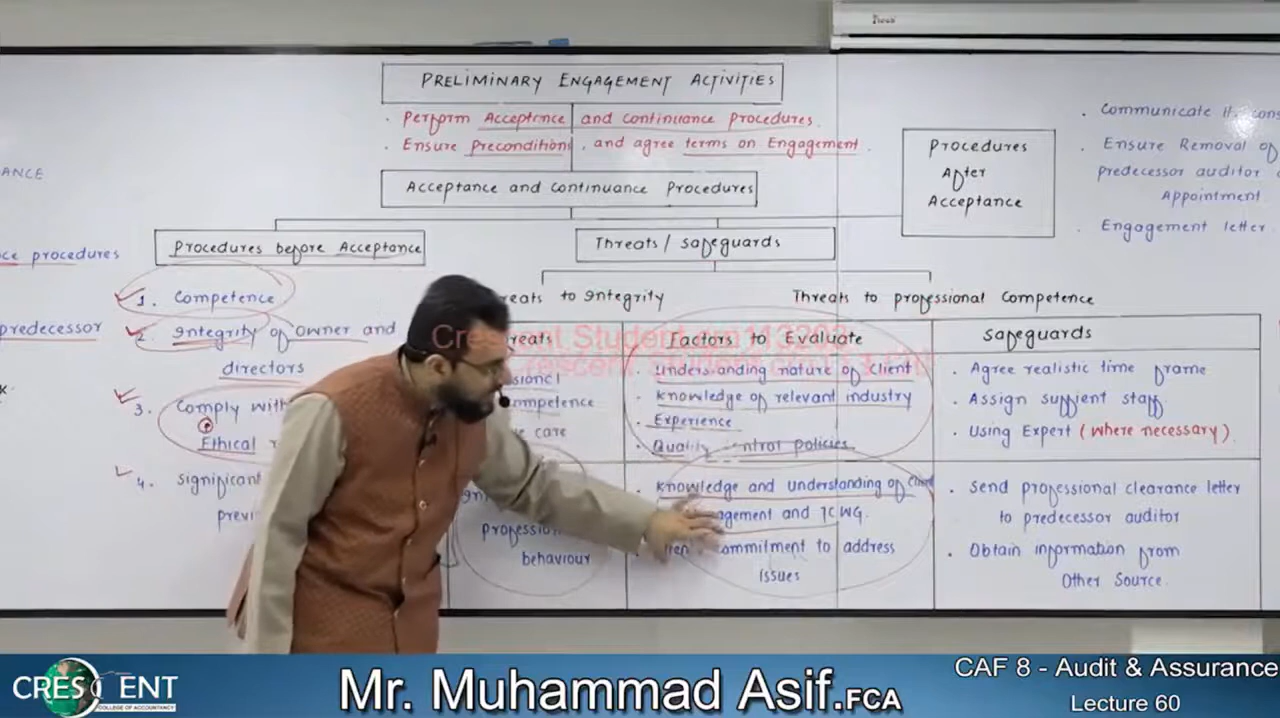 PRELIMINARY ENGAGEMENT ACTIVITIES
. Perform Acceptance and continuance Procedures.
. Ensure preconditions, and agree terms on Engagement.
Acceptance and continuance Procedures
Procedures before Acceptance
Threats / safeguards
Procedures
After
Acceptance
. Communicate
. Ensure Removal of
predecessor auditor
Appointment
. Engagement letter
ANCE
procedures
predecessor
1. Competence
2. Integrity of owner and
directors
3. Comply with
Ethical
4. significant
to Integrity
Threats to professional Competence
Factors to Evaluate
safeguards
. Understanding nature of Client
. Knowledge of relevant industry
. Experience
. Quality control policies
. Agree realistic time frame
. Assign suffient staff
. Using Expert (where necessary)
competence
care
professional
behaviour
. Knowledge and understanding of client
and TCWG.
commitment to address
Issues
. Send professional clearance letter
to predecessor auditor
. Obtain information from
Other Source.
CRESCENT
COLLEGE OF ACCOUNTANCY
Mr. Muhammad Asif.FCA
CAF 8 - Audit & Assurance
Lecture 60